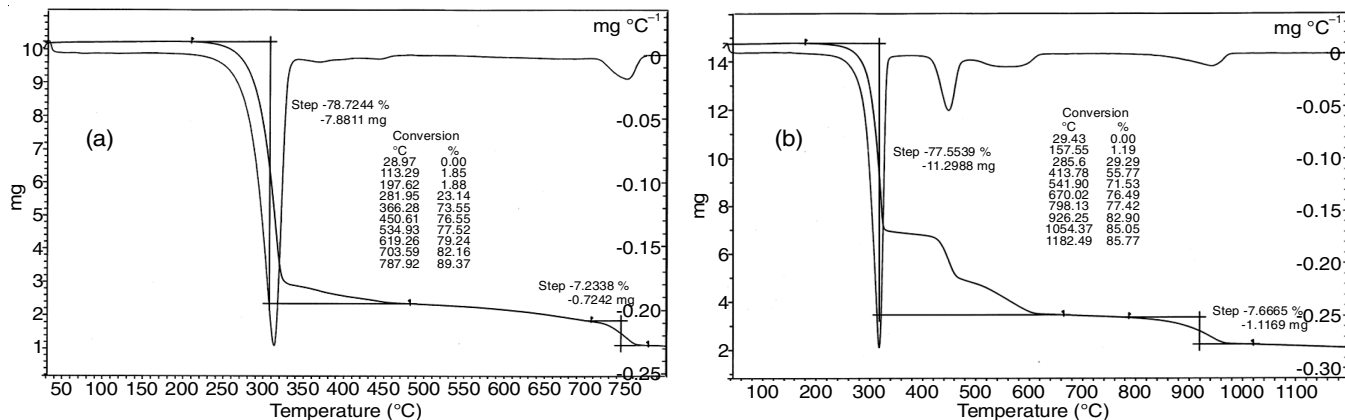 mg °C⁻¹
10
9
8
7
6
5
4
3
2
1
mg
0
-0.05
-0.10
-0.15
-0.20
-0.25
(a)
Step -78.7244 %
-7.8811 mg
Conversion
°C %
28.97 0.00
113.29 1.85
197.62 1.88
281.95 23.14
366.28 73.55
450.61 76.55
534.93 77.52
619.26 79.24
703.59 82.16
787.92 89.37
Step -7.2338 %
-0.7242 mg
50 100 150 200 250 300 350 400 450 500 550 600 650 700 750
Temperature (°C)
mg °C⁻¹
14
12
10
8
6
4
2
mg
0
-0.05
-0.10
-0.15
-0.20
-0.25
-0.30
(b)
Step -77.5539 %
-11.2988 mg
Conversion
°C %
29.43 0.00
157.55 1.19
285.6 29.29
413.78 55.77
541.90 71.53
670.02 76.49
798.13 77.42
926.25 82.90
1054.37 85.05
1182.49 85.77
Step -7.6665 %
-1.1169 mg
100 200 300 400 500 600 700 800 900 1000 1100
Temperature (°C)